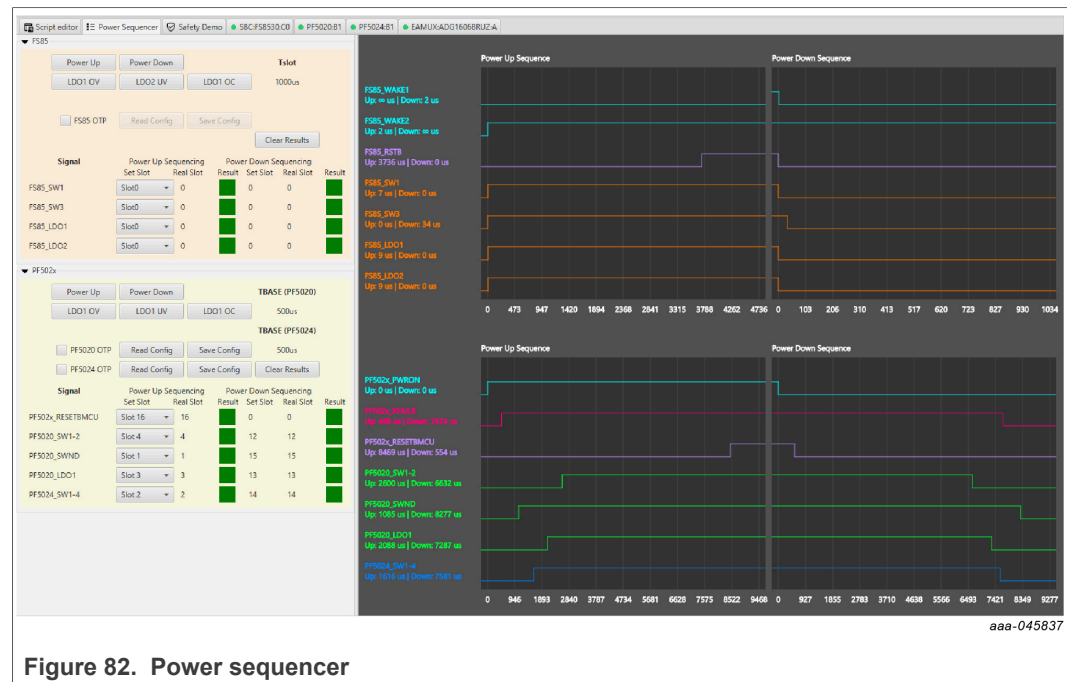 Script editor Power Sequencer Safety Demo SBC:FS8530:C0 PF5020:B1 PF5024:B1 EAMUX:ADG1606BRUZ:A
FS85
Power Up Power Down Tslot
LDO1 OV LDO2 UV LDO1 OC 1000us
FS85 OTP Read Config Save Config
Clear Results
Signal Power Up Sequencing Power Down Sequencing
Set Slot Real Slot Result Set Slot Real Slot Result
FS85_SW1 Slot0 0 0 0
FS85_SW3 Slot0 0 0 0
FS85_LDO1 Slot0 0 0 0
FS85_LDO2 Slot0 0 0 0
PF502x
Power Up Power Down TBASE (PF5020)
LDO1 OV LDO1 UV LDO1 OC 500us
TBASE (PF5024)
PF5020 OTP Read Config Save Config 500us
PF5024 OTP Read Config Clear Results
Signal Power Up Sequencing Power Down Sequencing
Set Slot Real Slot Result Set Slot Real Slot Result
PF502x_RESETBMCU Slot 16 16 0 0
PF5020_SW1-2 Slot 4 4 12 12
PF5020_SWND Slot 1 1 15 15
PF5020_LDO1 Slot 3 3 13 13
PF5024_SW1-4 Slot 2 2 14 14
Power Up Sequence Power Down Sequence
FS85_WAKE1
Up: ∞ us | Down: 2 us
FS85_WAKE2
Up: 2 us | Down: ∞ us
FS85_RSTB
Up: 3736 us | Down: 0 us
FS85_SW1
Up: 7 us | Down: 0 us
FS85_SW3
Up: 0 us | Down: 34 us
FS85_LDO1
Up: 9 us | Down: 0 us
FS85_LDO2
Up: 9 us | Down: 0 us
0 473 947 1420 1894 2368 2841 3315 3788 4262 4736 0 103 206 310 413 517 620 723 827 930 1034
Power Up Sequence Power Down Sequence
PF502x_PWRON
Up: 0 us | Down: 0 us
us | Down: us
PF502x_RESETBMCU
Up: 8469 us | Down: 554 us
PF5020_SW1-2
Up: 2600 us | Down: 6632 us
PF5020_SWND
Up: 1085 us | Down: 8277 us
PF5020_LDO1
Up: 2088 us | Down: 7287 us
PF5024_SW1-4
Up: 1616 us | Down: 7581 us
0 946 1893 2840 3787 4734 5681 6628 7575 8522 9468 0 927 1855 2783 3710 4638 5566 6493 7421 8349 9277
aaa-045837
Figure 82. Power sequencer